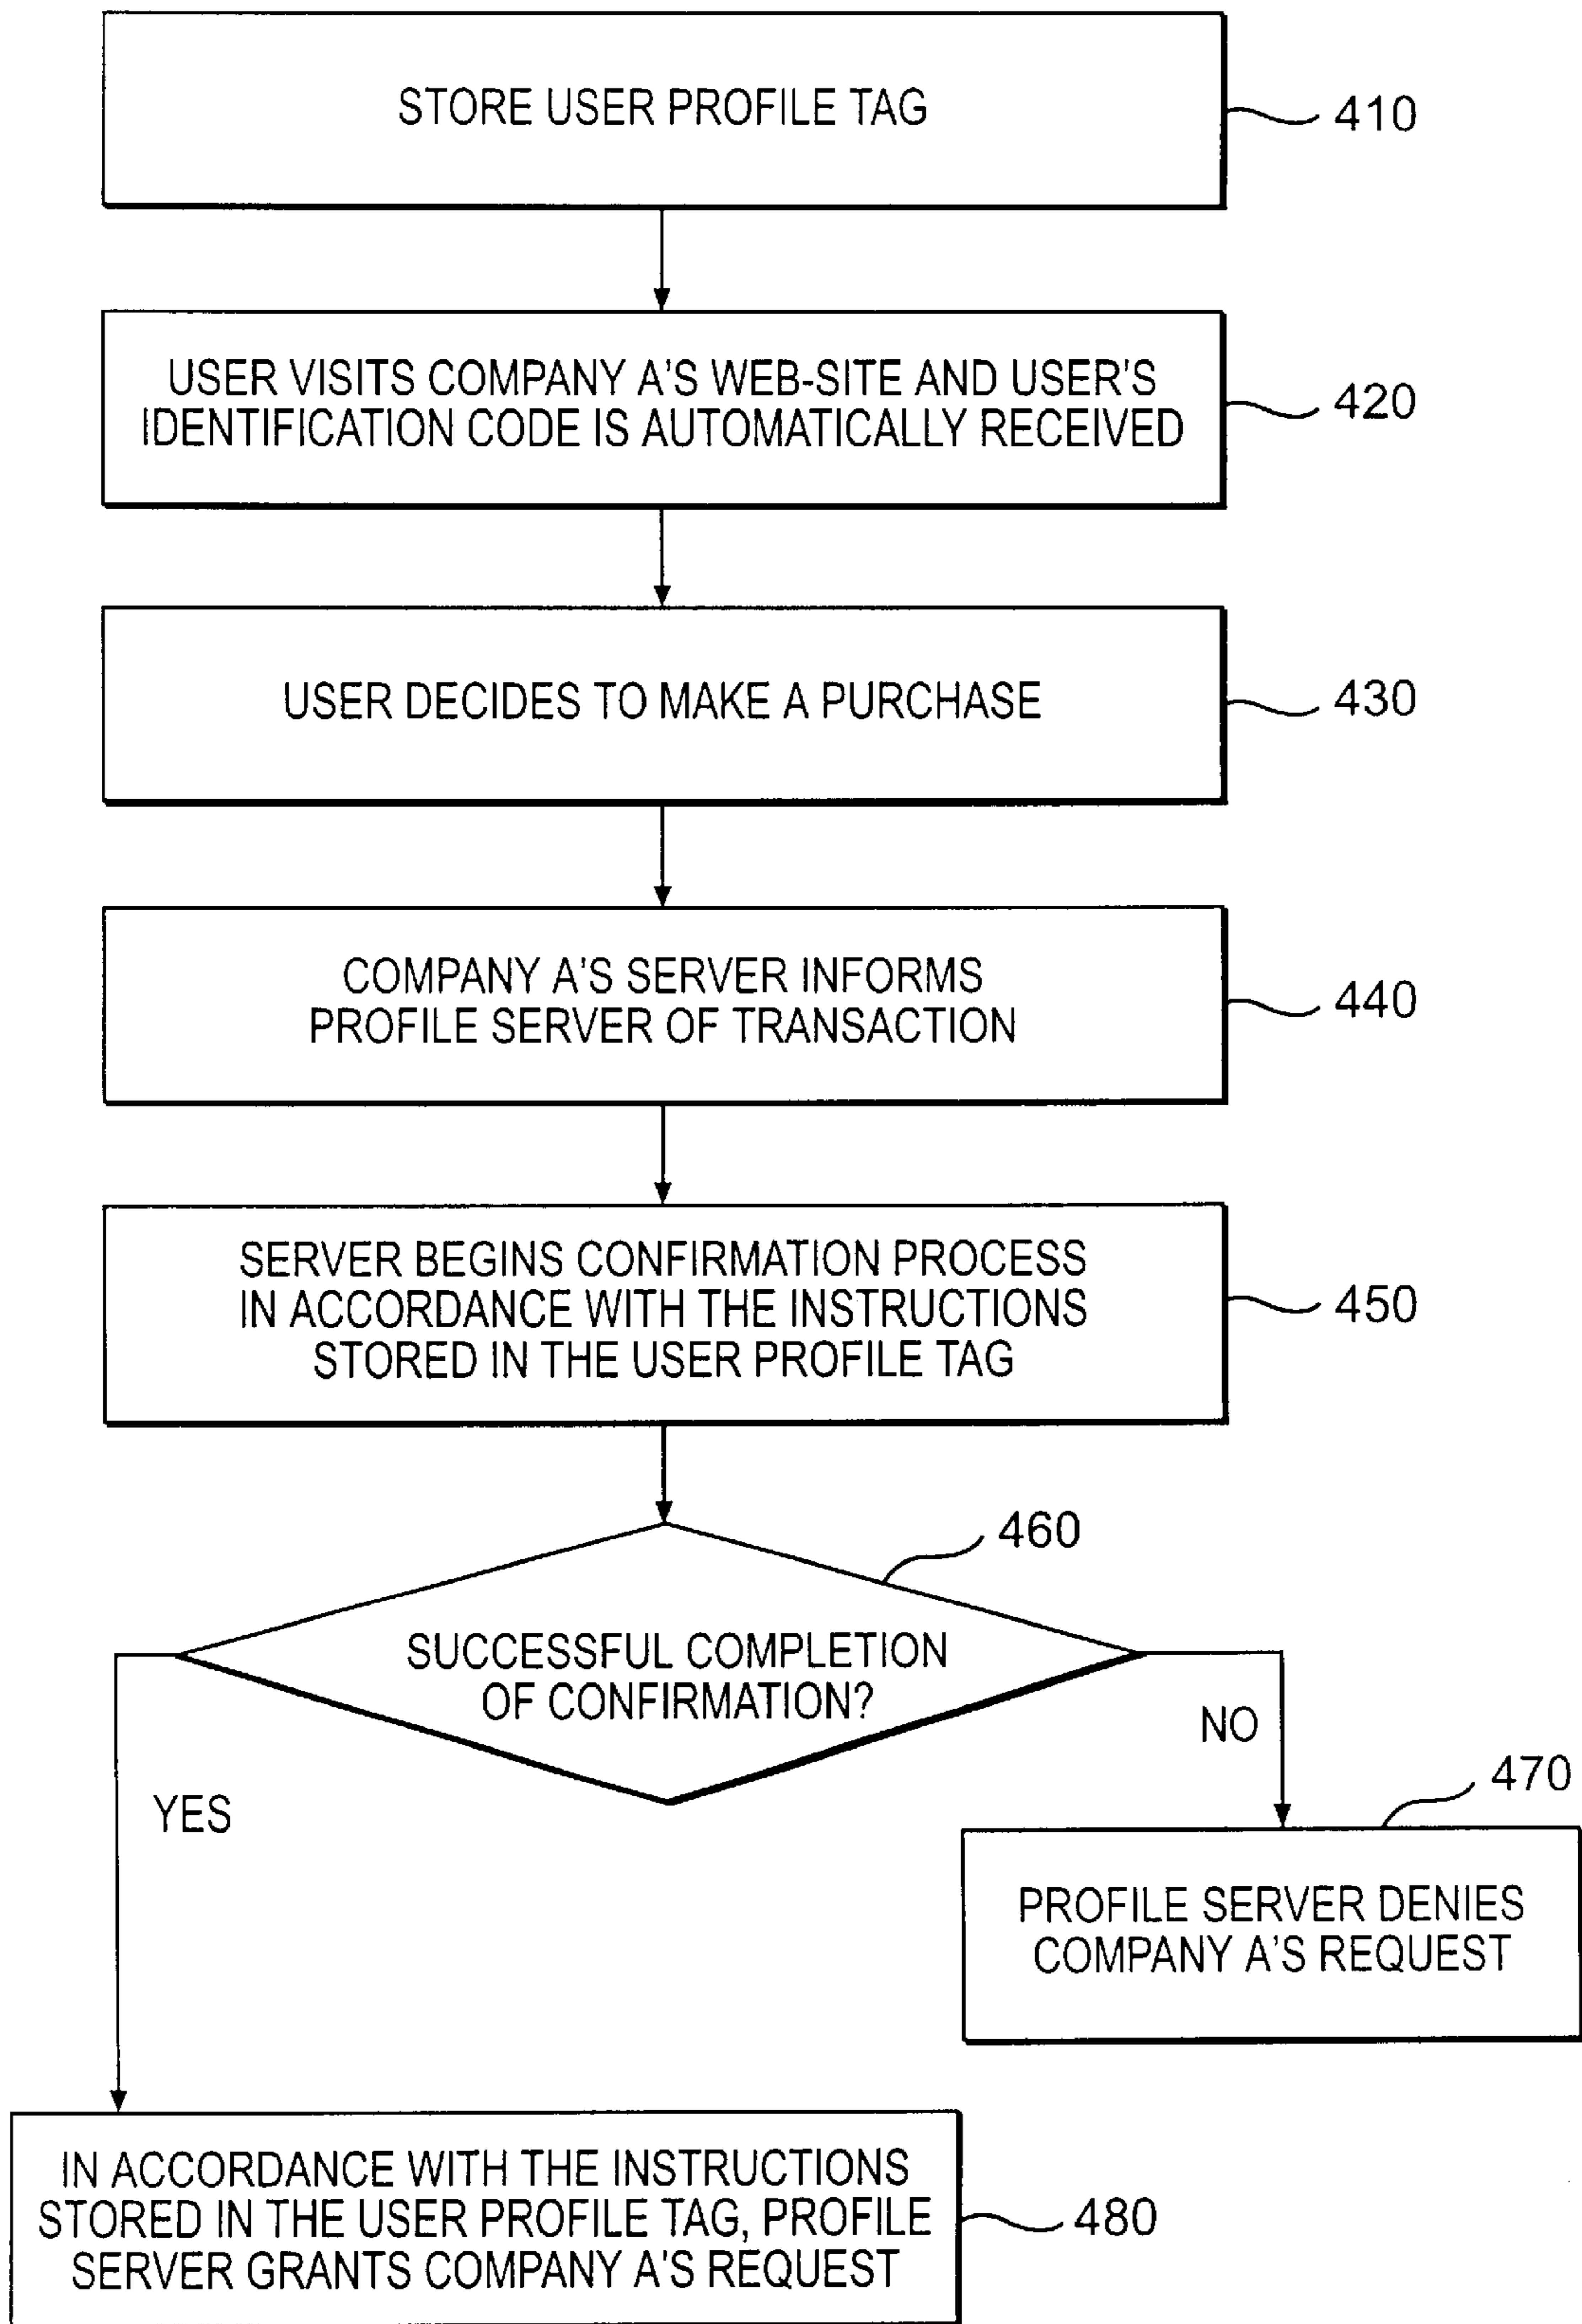 STORE USER PROFILE TAG
410
USER VISITS COMPANY A'S WEB-SITE AND USER'S
IDENTIFICATION CODE IS AUTOMATICALLY RECEIVED
420
USER DECIDES TO MAKE A PURCHASE
430
COMPANY A'S SERVER INFORMS
PROFILE SERVER OF TRANSACTION
440
SERVER BEGINS CONFIRMATION PROCESS
IN ACCORDANCE WITH THE INSTRUCTIONS
STORED IN THE USER PROFILE TAG
450
460
SUCCESSFUL COMPLETION
OF CONFIRMATION?
NO
YES
470
PROFILE SERVER DENIES
COMPANY A'S REQUEST
IN ACCORDANCE WITH THE INSTRUCTIONS
STORED IN THE USER PROFILE TAG, PROFILE
SERVER GRANTS COMPANY A'S REQUEST
480